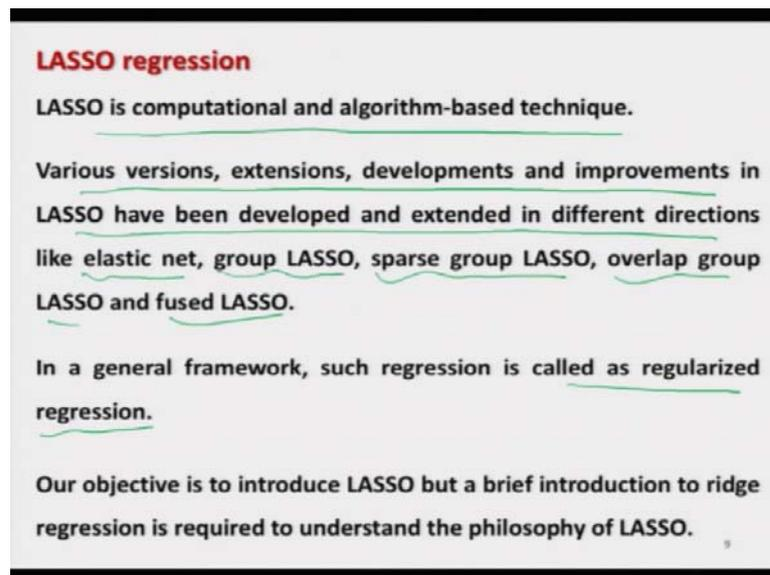 LASSO regression
LASSO is computational and algorithm-based technique.
Various versions, extensions, developments and improvements in
LASSO have been developed and extended in different directions
like elastic net, group LASSO, sparse group LASSO, overlap group
LASSO and fused LASSO.
In a general framework, such regression is called as regularized
regression.
Our objective is to introduce LASSO but a brief introduction to ridge
regression is required to understand the philosophy of LASSO.
9